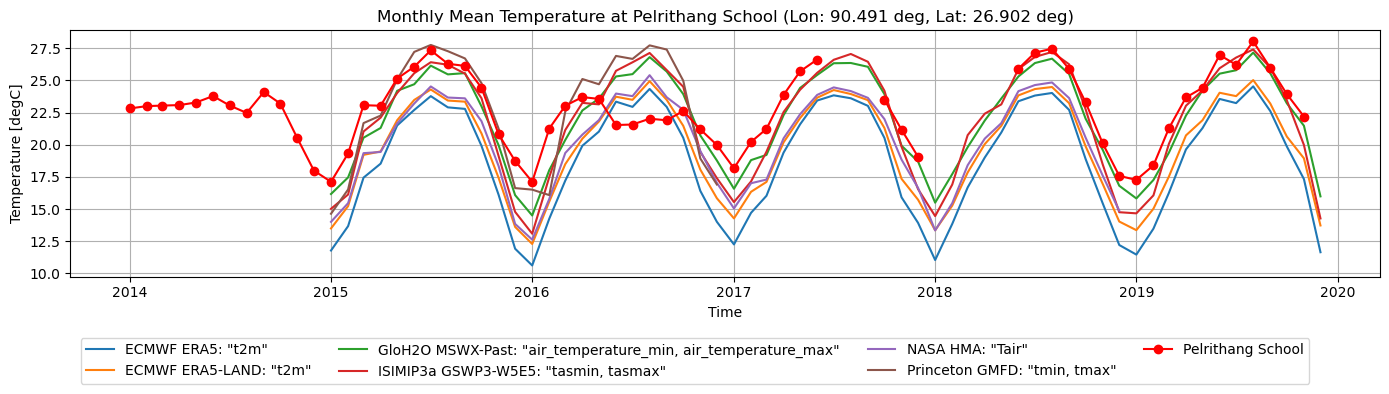 Monthly Mean Temperature at Pelrithang School (Lon: 90.491 deg, Lat: 26.902 deg)
Temperature [degC]
27.5
25.0
22.5
20.0
17.5
15.0
12.5
10.0
2014 2015 2016 2017 2018 2019 2020
Time
ECMWF ERA5: "t2m"
ECMWF ERA5-LAND: "t2m"
GloH2O MSWX-Past: "air_temperature_min, air_temperature_max"
ISIMIP3a GSWP3-W5E5: "tasmin, tasmax"
NASA HMA: "Tair"
Princeton GMFD: "tmin, tmax"
Pelrithang School